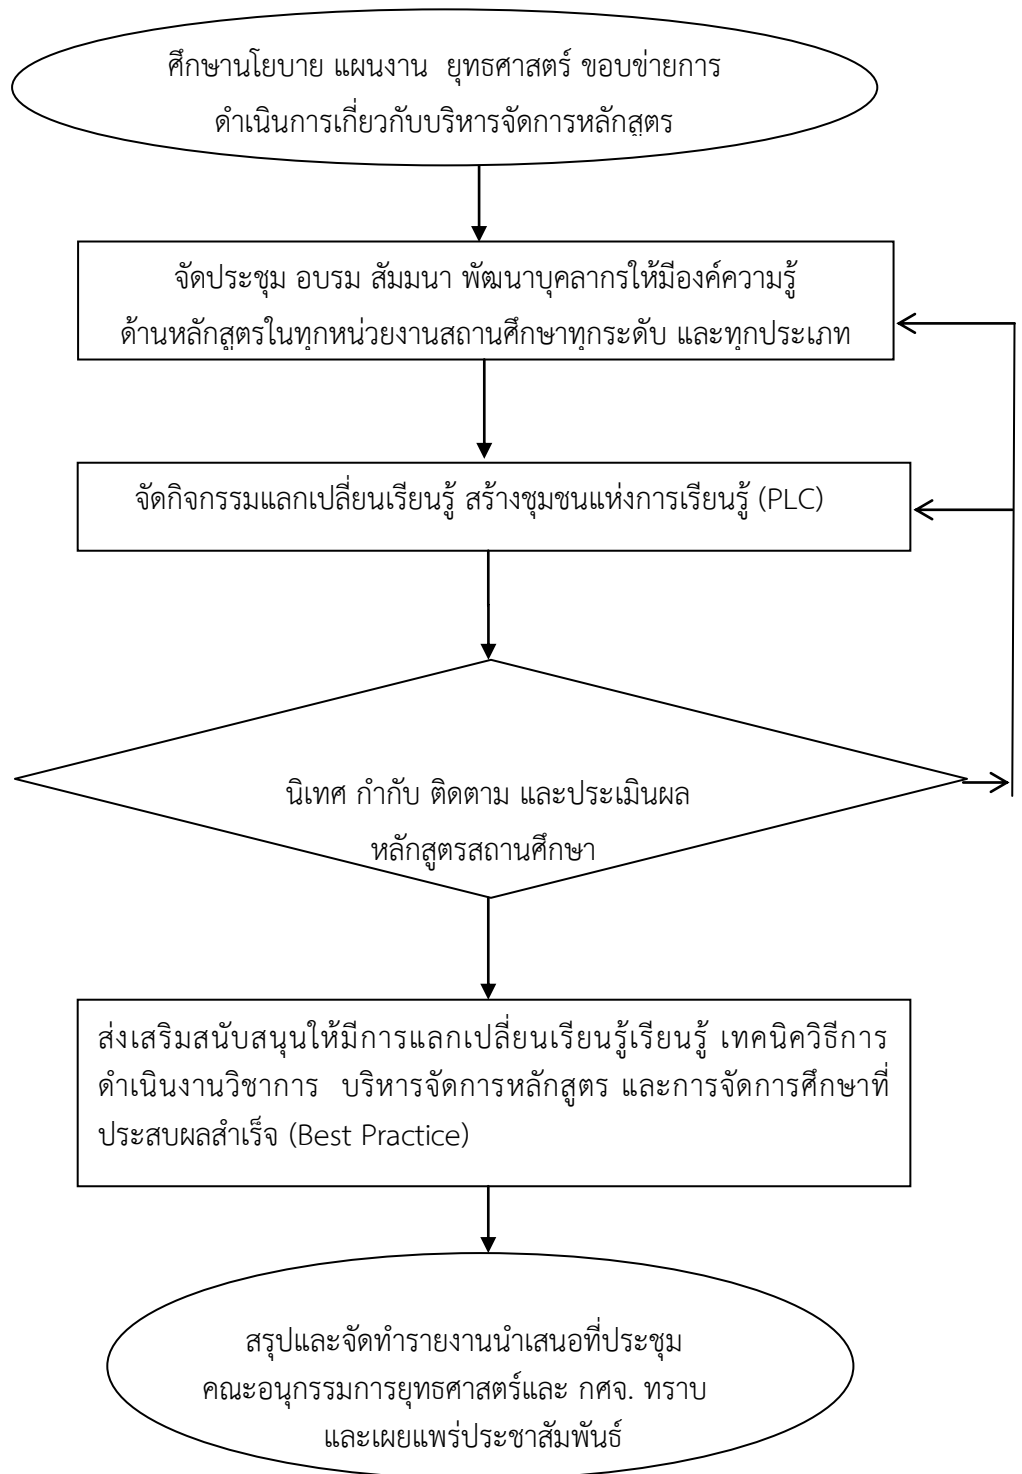 ศึกษานโยบาย แผนงาน  ยุทธศาสตร์ ขอบข่ายการ
ดำเนินการเกี่ยวกับบริหารจัดการหลักสูตร
จัดประชุม อบรม สัมมนา พัฒนาบุคลากรให้มีองค์ความรู้
ด้านหลักสูตรในทุกหน่วยงานสถานศึกษาทุกระดับ และทุกประเภท
จัดกิจกรรมแลกเปลี่ยนเรียนรู้ สร้างชุมชนแห่งการเรียนรู้ (PLC)
นิเทศ กำกับ ติดตาม และประเมินผล
หลักสูตรสถานศึกษา
ส่งเสริมสนับสนุนให้มีการแลกเปลี่ยนเรียนรู้เรียนรู้ เทคนิควิธีการ
ดำเนินงานวิชาการ  บริหารจัดการหลักสูตร และการจัดการศึกษาที่
ประสบผลสำเร็จ (Best Practice)
สรุปและจัดทำรายงานนำเสนอที่ประชุม
คณะอนุกรรมการยุทธศาสตร์และ กศจ. ทราบ
และเผยแพร่ประชาสัมพันธ์